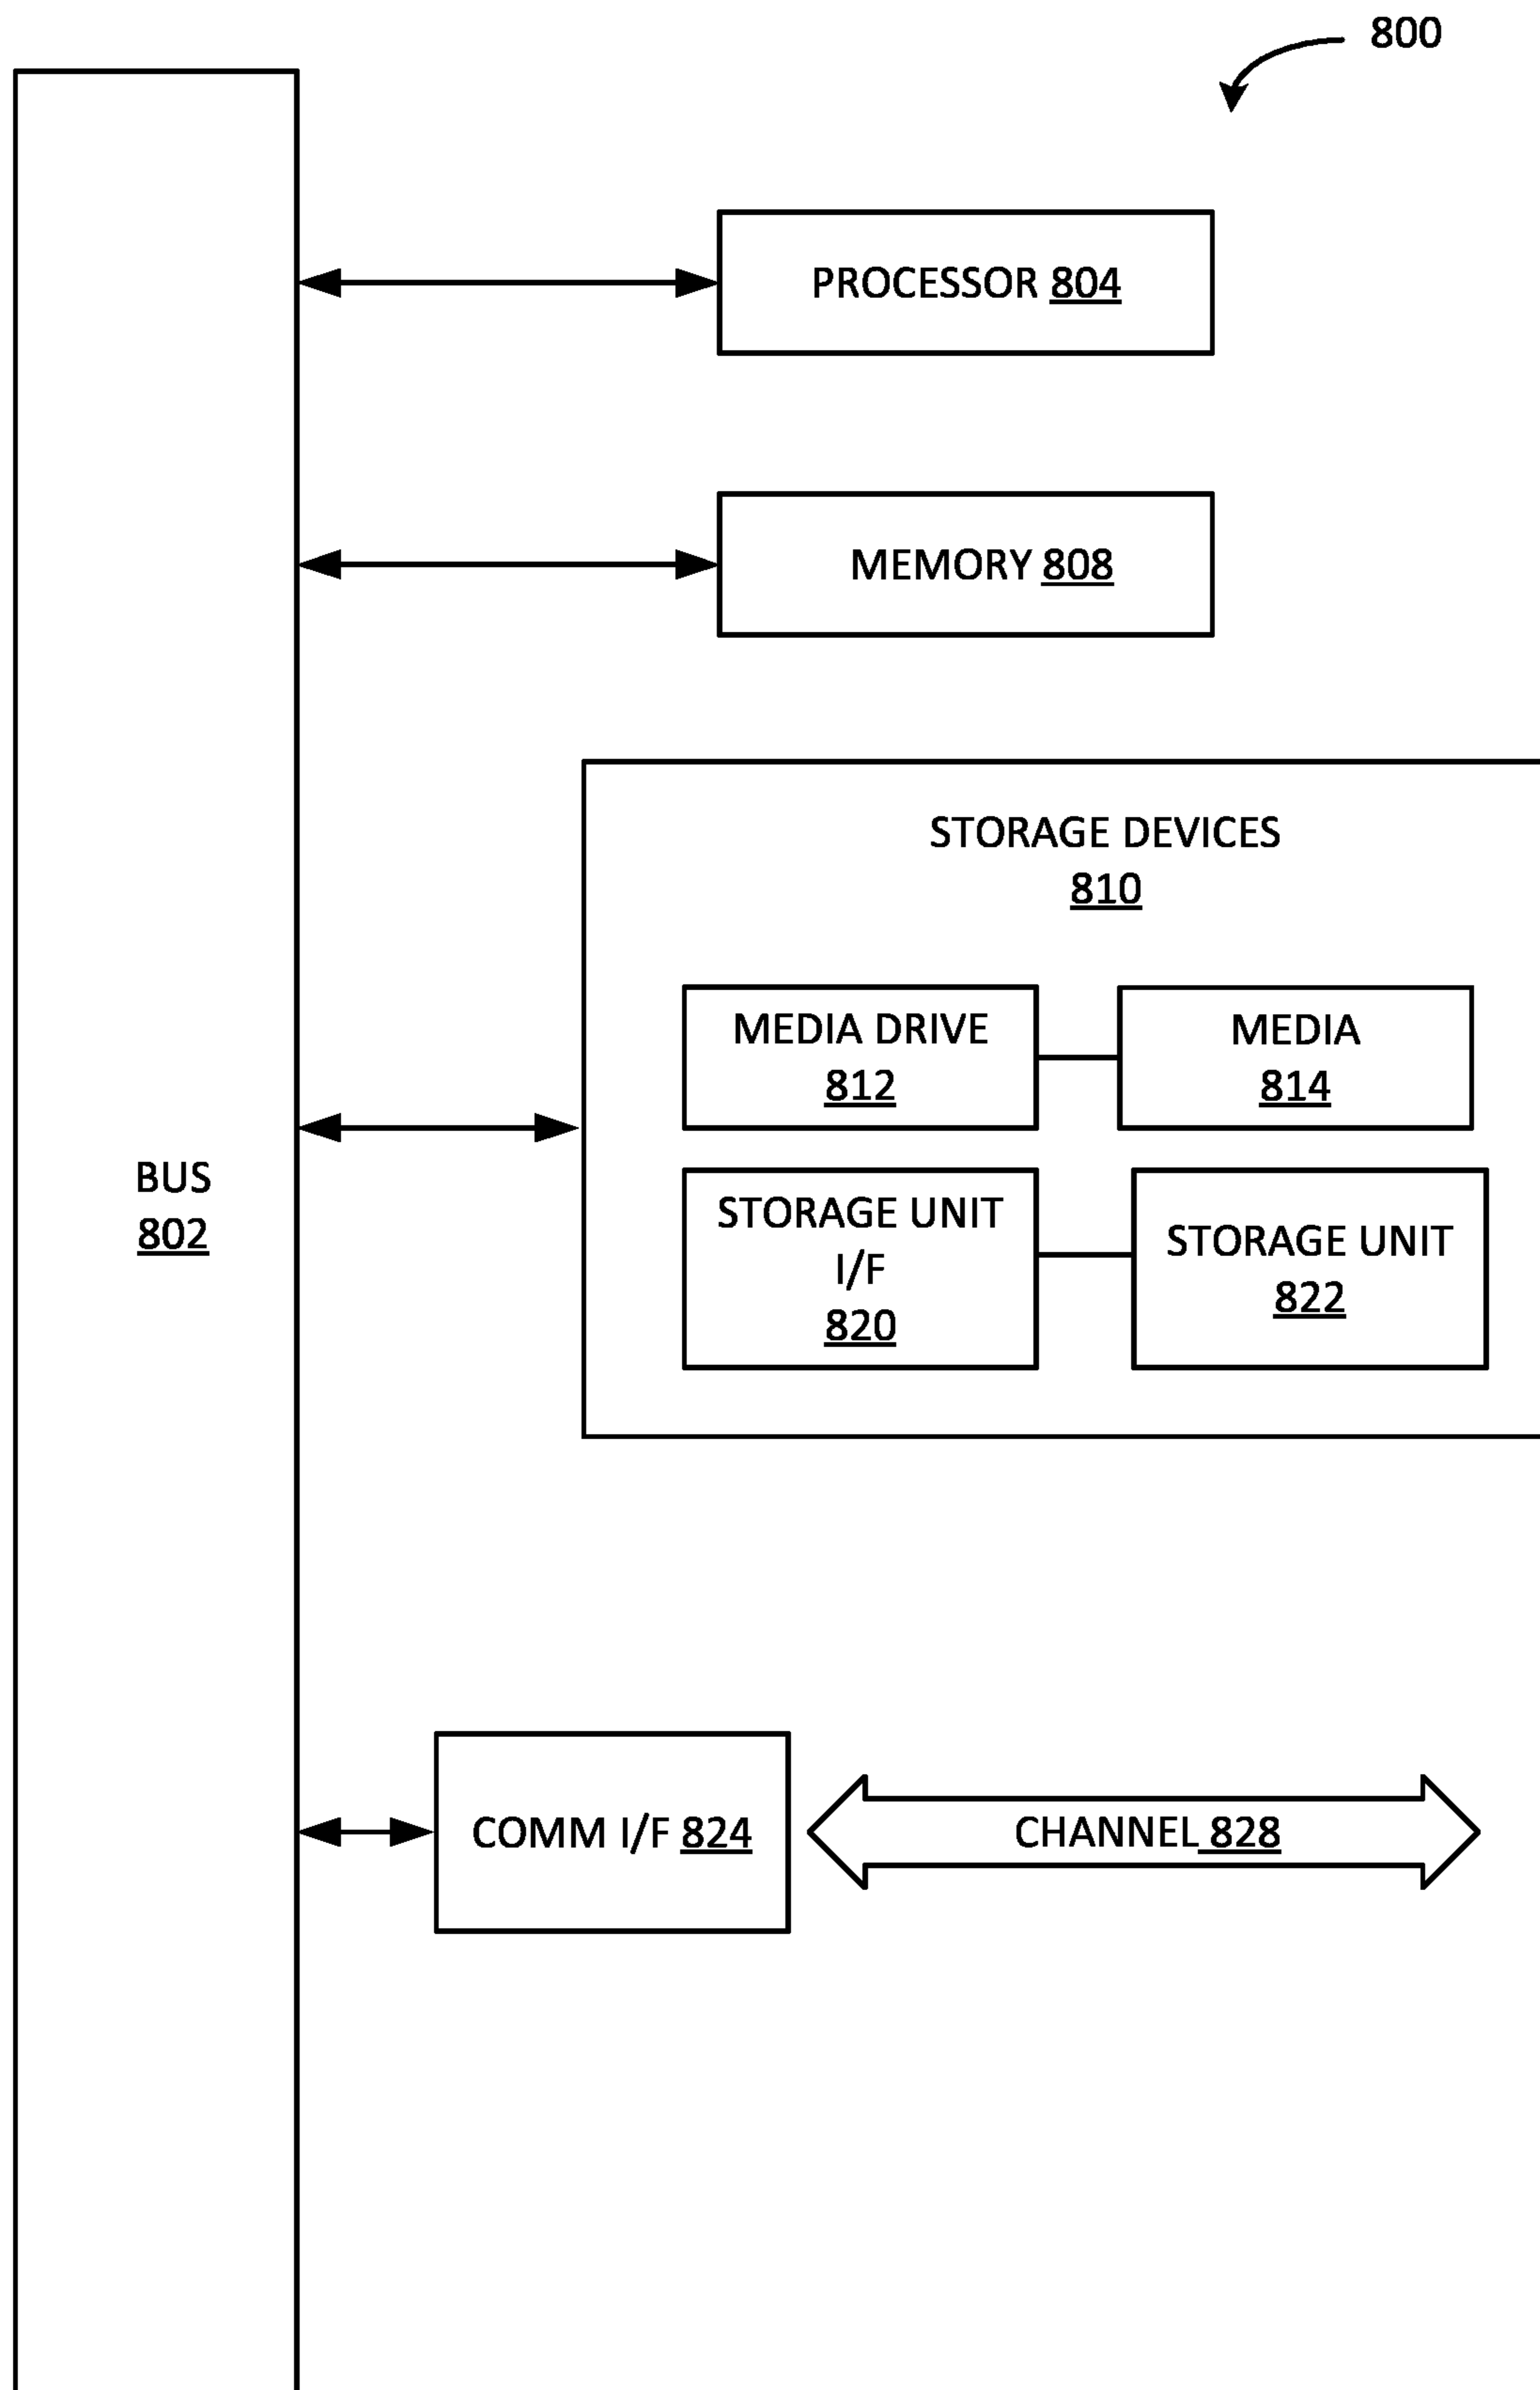 800
PROCESSOR 804
MEMORY 808
STORAGE DEVICES
810
MEDIA DRIVE
812
MEDIA
814
BUS
802
STORAGE UNIT
I/F
820
STORAGE UNIT
822
COMM I/F 824
CHANNEL 828